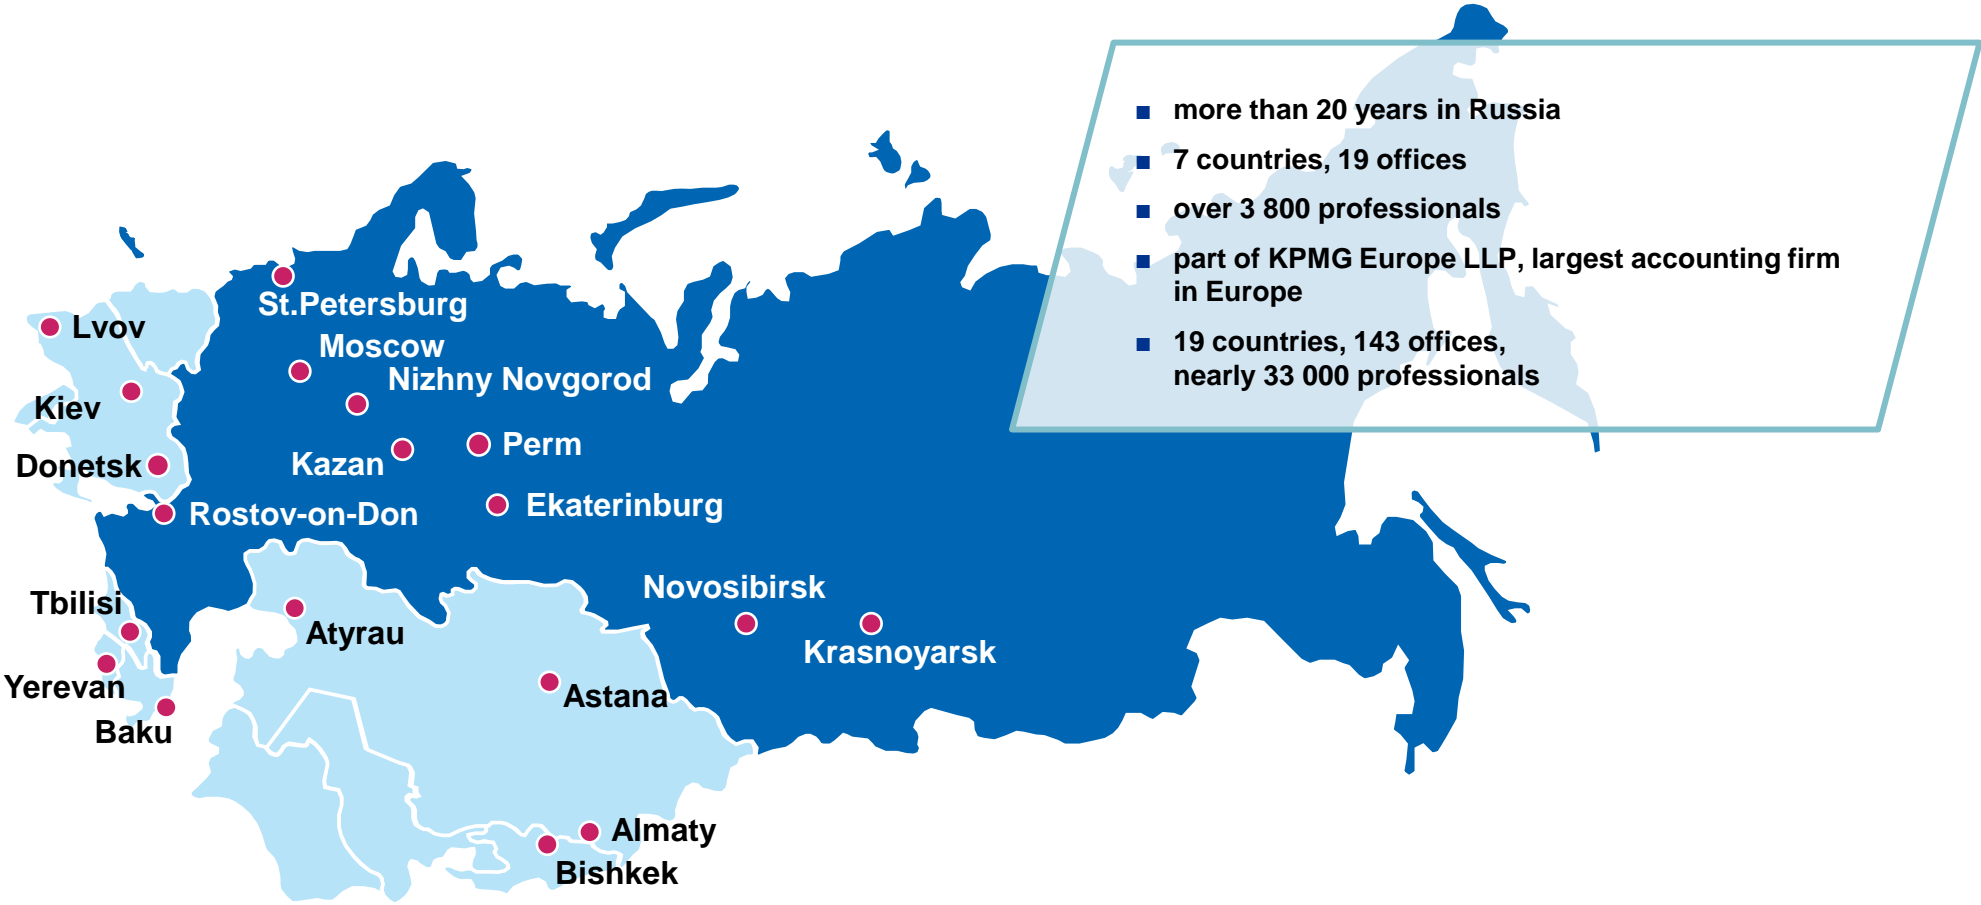 more than 20 years in Russia
7 countries, 19 offices
over 3 800 professionals
part of KPMG Europe LLP, largest accounting firm
in Europe
19 countries, 143 offices,
nearly 33 000 professionals
St.Petersburg
Lvov
Moscow
Nizhny Novgorod
Kiev
Perm
Kazan
Donetsk
Ekaterinburg
Rostov-on-Don
Novosibirsk
Tbilisi
Atyrau
Krasnoyarsk
Yerevan
Astana
Baku
Almaty
Bishkek